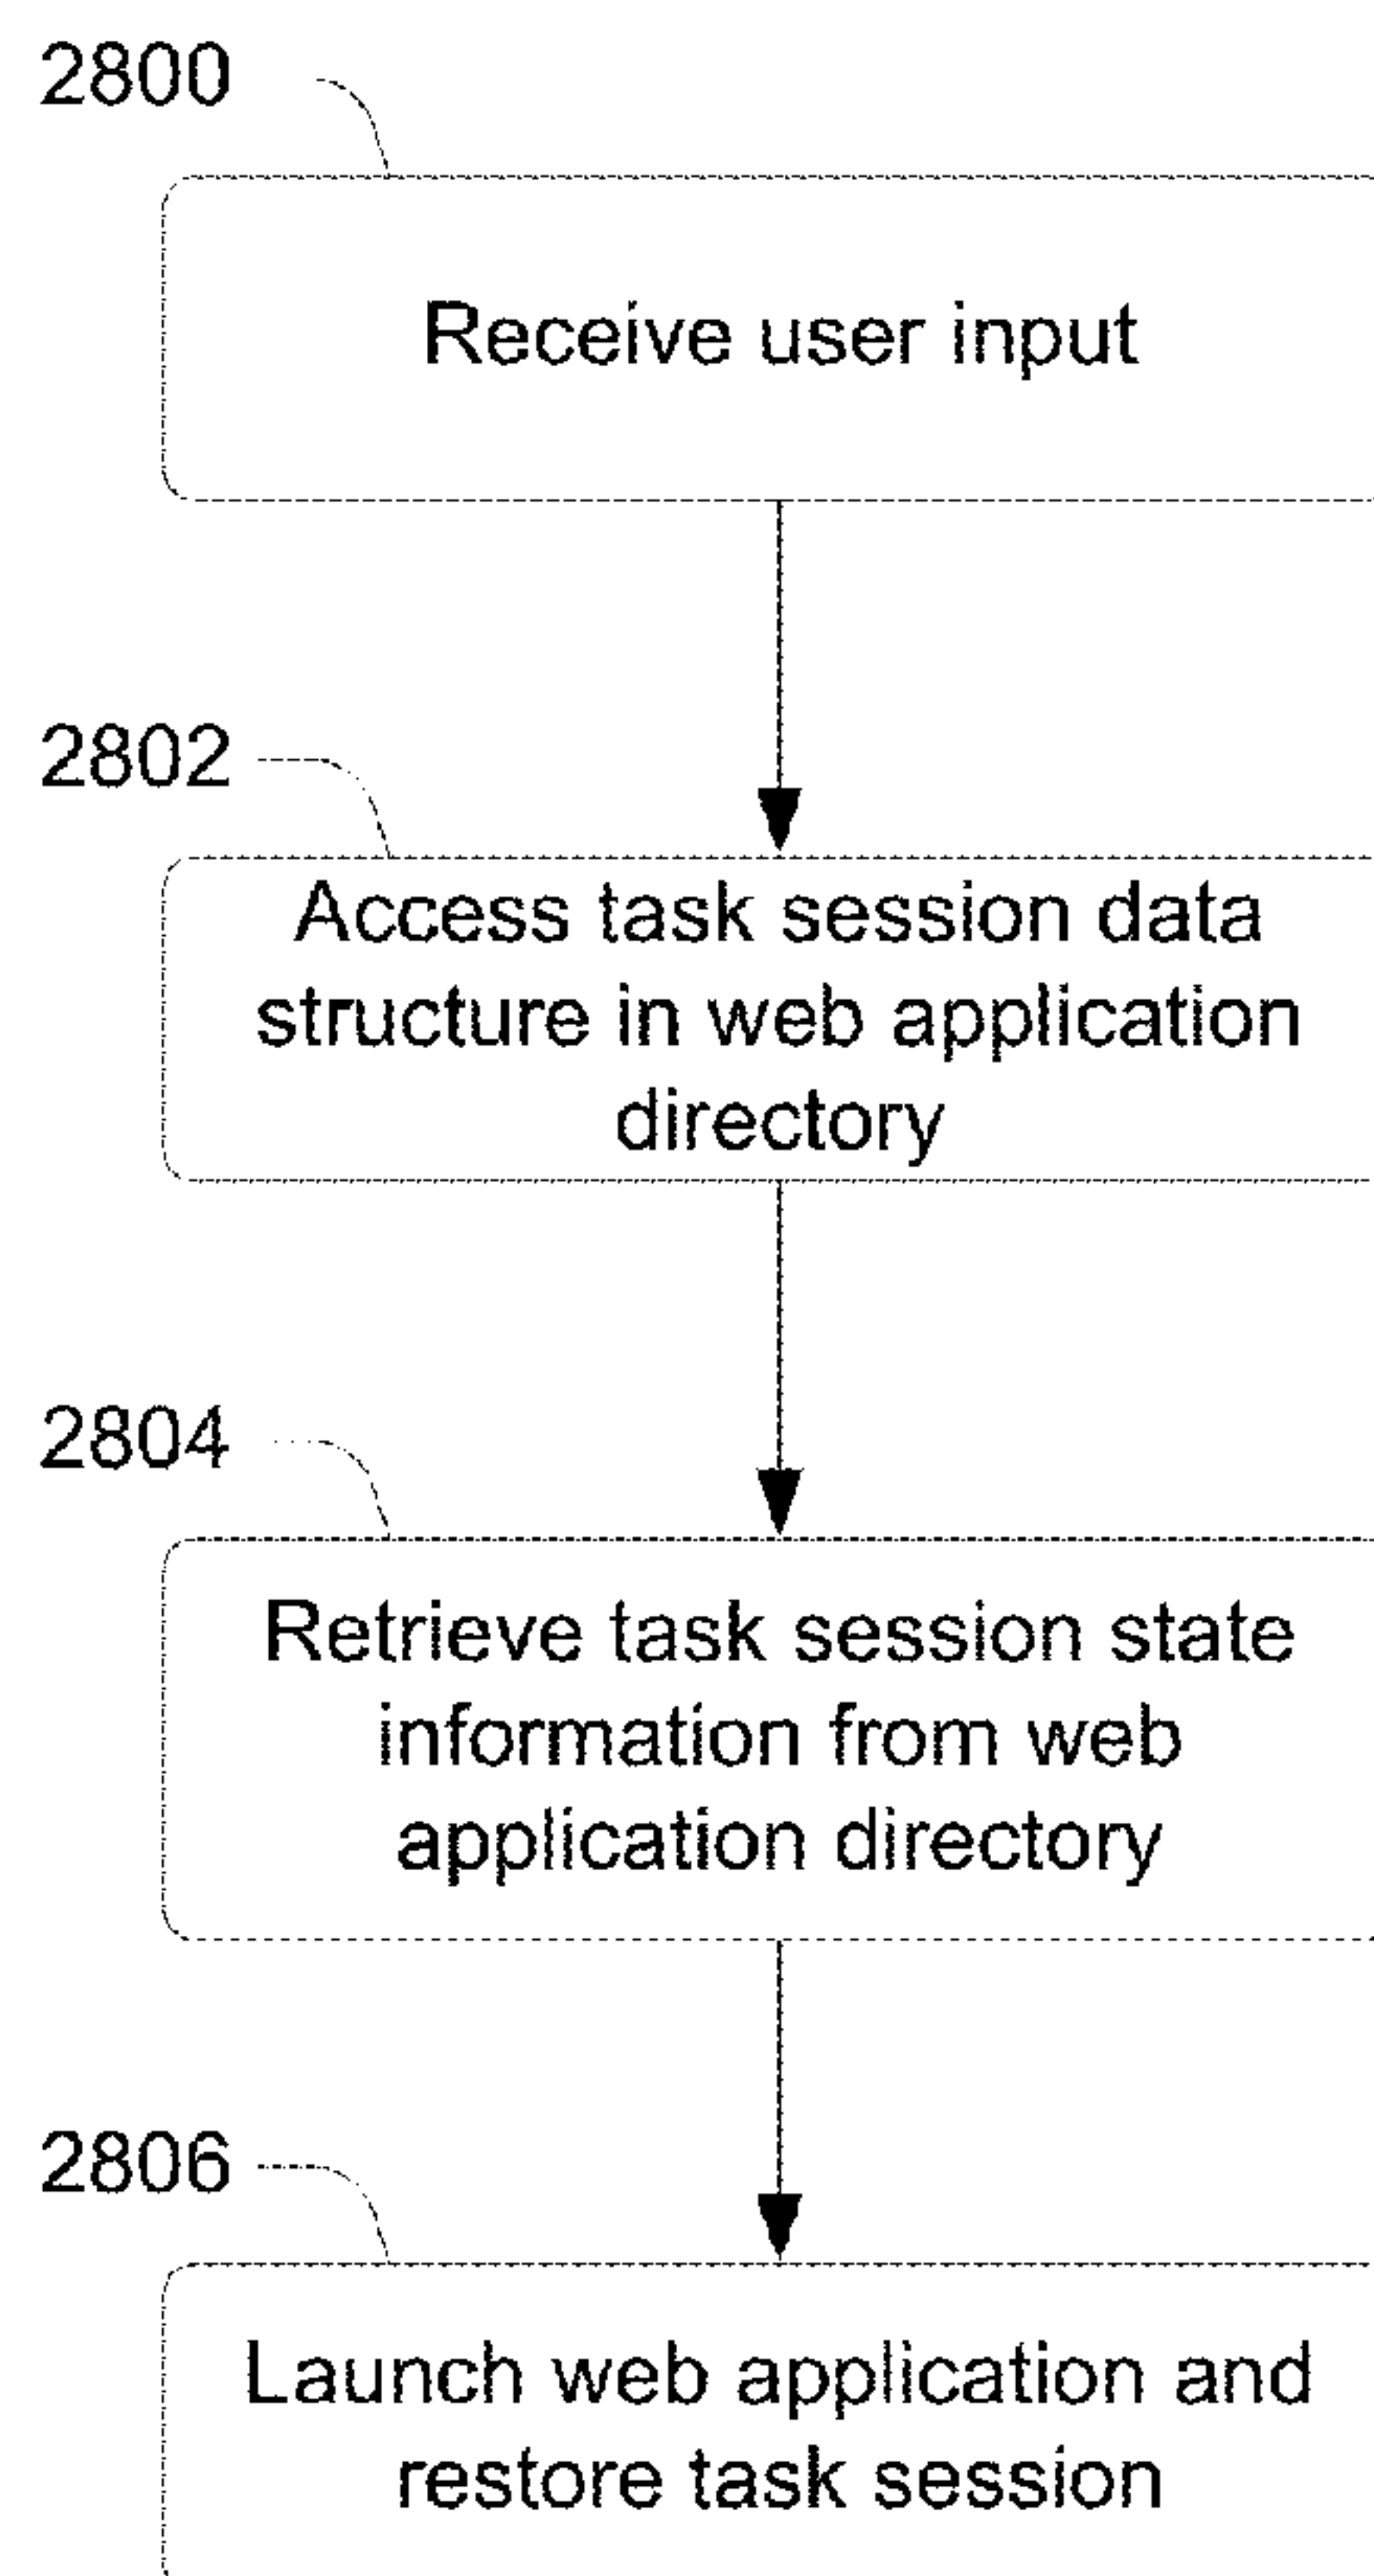 2800
Receive user input
2802
Access task session data
structure in web application
directory
2804
Retrieve task session state
information from web
application directory
2806
Launch web application and
restore task session